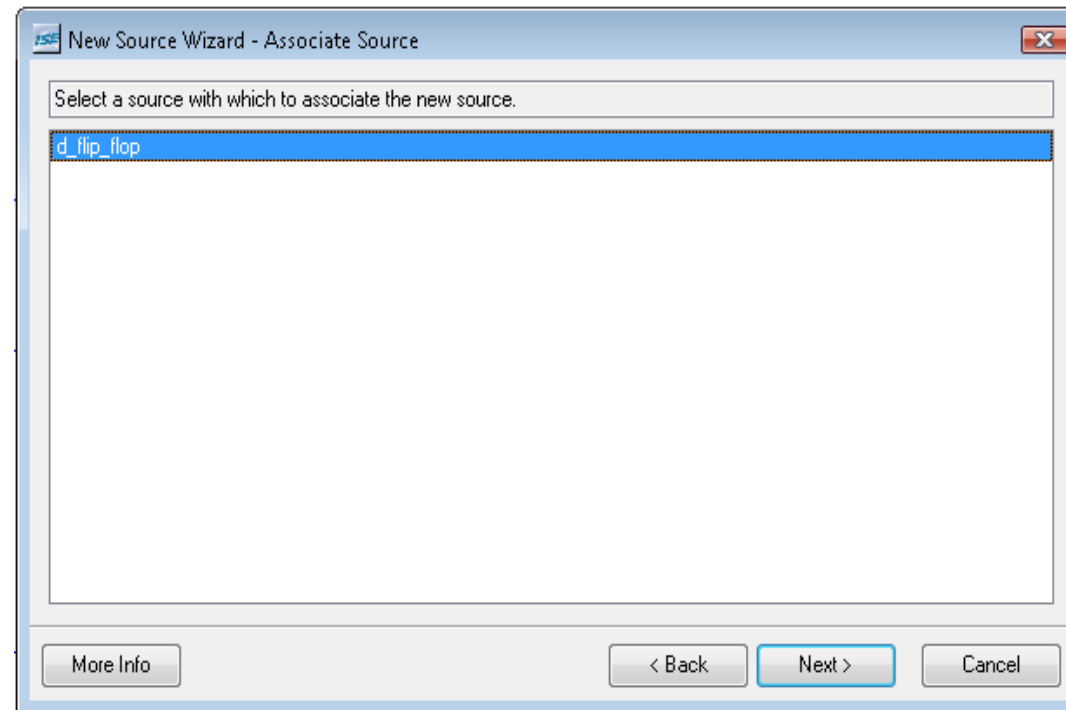 ISE New Source Wizard - Associate Source
Select a source with which to associate the new source.
d_flip_flop
More Info
< Back
Next >
Cancel